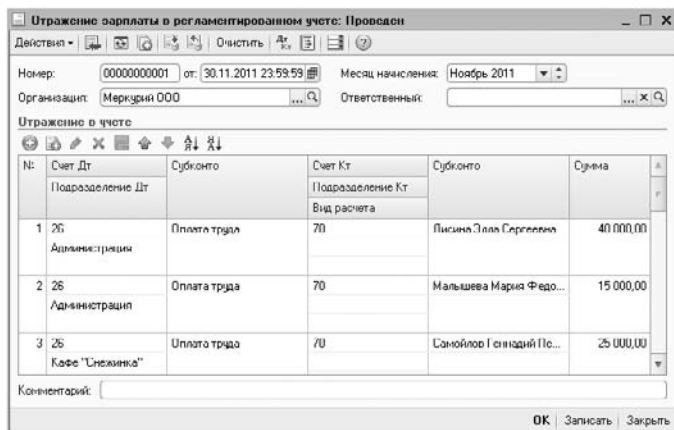 Отражение зарплаты в регламентированном учете: Проведен
Действия Очистить Дт Кт
Номер: 00000000001 от: 30.11.2011 23:59:59 Месяц начисления: Ноябрь 2011
Организация: Меркурий ООО ... Ответственный: ... x
Отражение в учете
№ Счет Дт Субконто Счет Кт Субконто Сумма
Подразделение Дт Подразделение Кт
Вид расчета
1 26 Оплата труда 70 Лисина Элла Сергеевна 40 000,00
Администрация
2 26 Оплата труда 70 Малышева Мария Федо... 15 000,00
Администрация
3 26 Оплата труда 70 Самойлов Геннадий Пе... 25 000,00
Кафе "Снежинка"
Комментарий:
OK Записать Закрыть